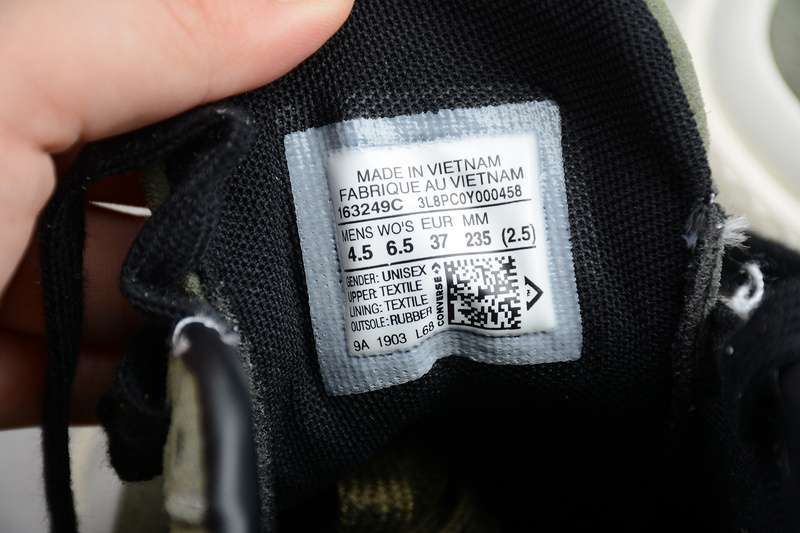 MADE IN VIETNAM
FABRIQUE AU VIETNAM
163249C 3L8PC0Y000458
MENS WO'S EUR MM
4.5 6.5 37 235 (2.5)
GENDER: UNISEX
UPPER: TEXTILE
LINING: TEXTILE
OUTSOLE: RUBBER
9A 1903 L68
CONVERSE